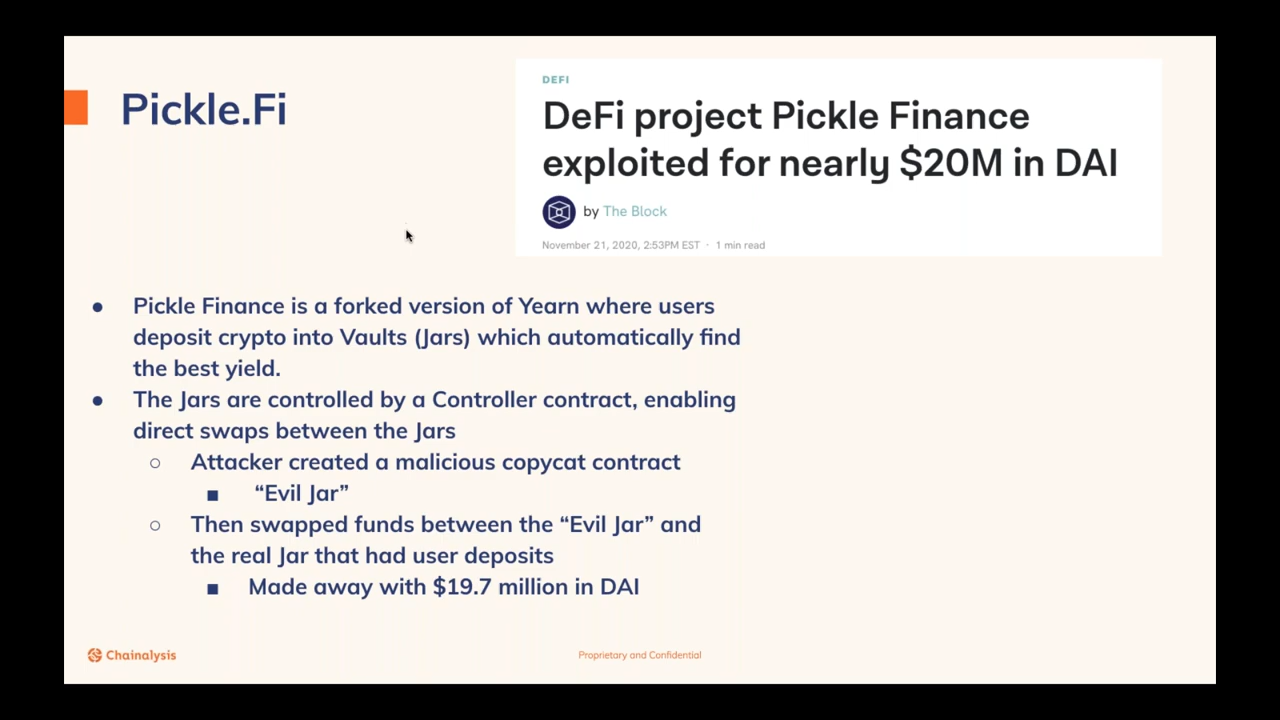 Pickle.Fi
DEFI
DeFi project Pickle Finance
exploited for nearly $20M in DAI
by The Block
November 21, 2020, 2:53PM EST · 1 min read
● Pickle Finance is a forked version of Yearn where users
deposit crypto into Vaults (Jars) which automatically find
the best yield.
● The Jars are controlled by a Controller contract, enabling
direct swaps between the Jars
○ Attacker created a malicious copycat contract
■ “Evil Jar”
○ Then swapped funds between the “Evil Jar” and
the real Jar that had user deposits
■ Made away with $19.7 million in DAI
Chainalysis
Proprietary and Confidential